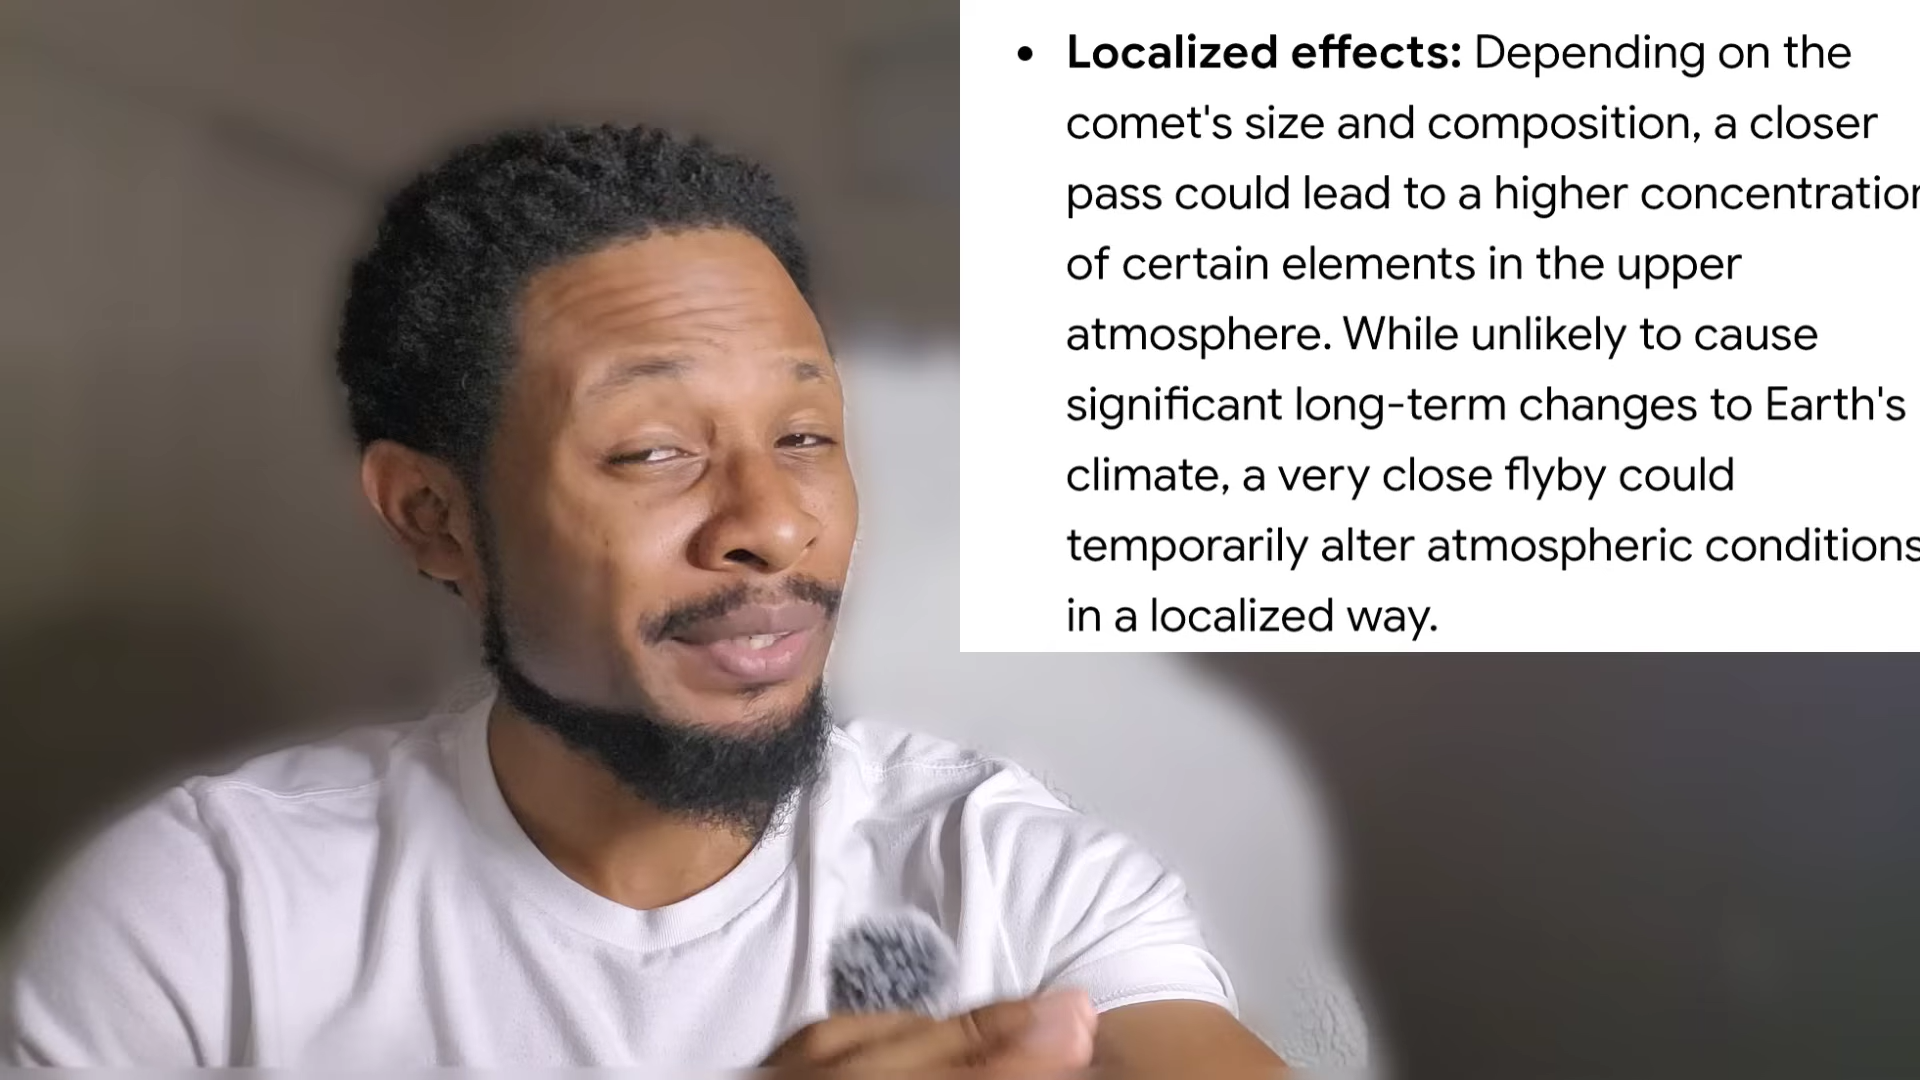 • Localized effects: Depending on the
comet's size and composition, a closer
pass could lead to a higher concentration
of certain elements in the upper
atmosphere. While unlikely to cause
significant long-term changes to Earth's
climate, a very close flyby could
temporarily alter atmospheric conditions
in a localized way.